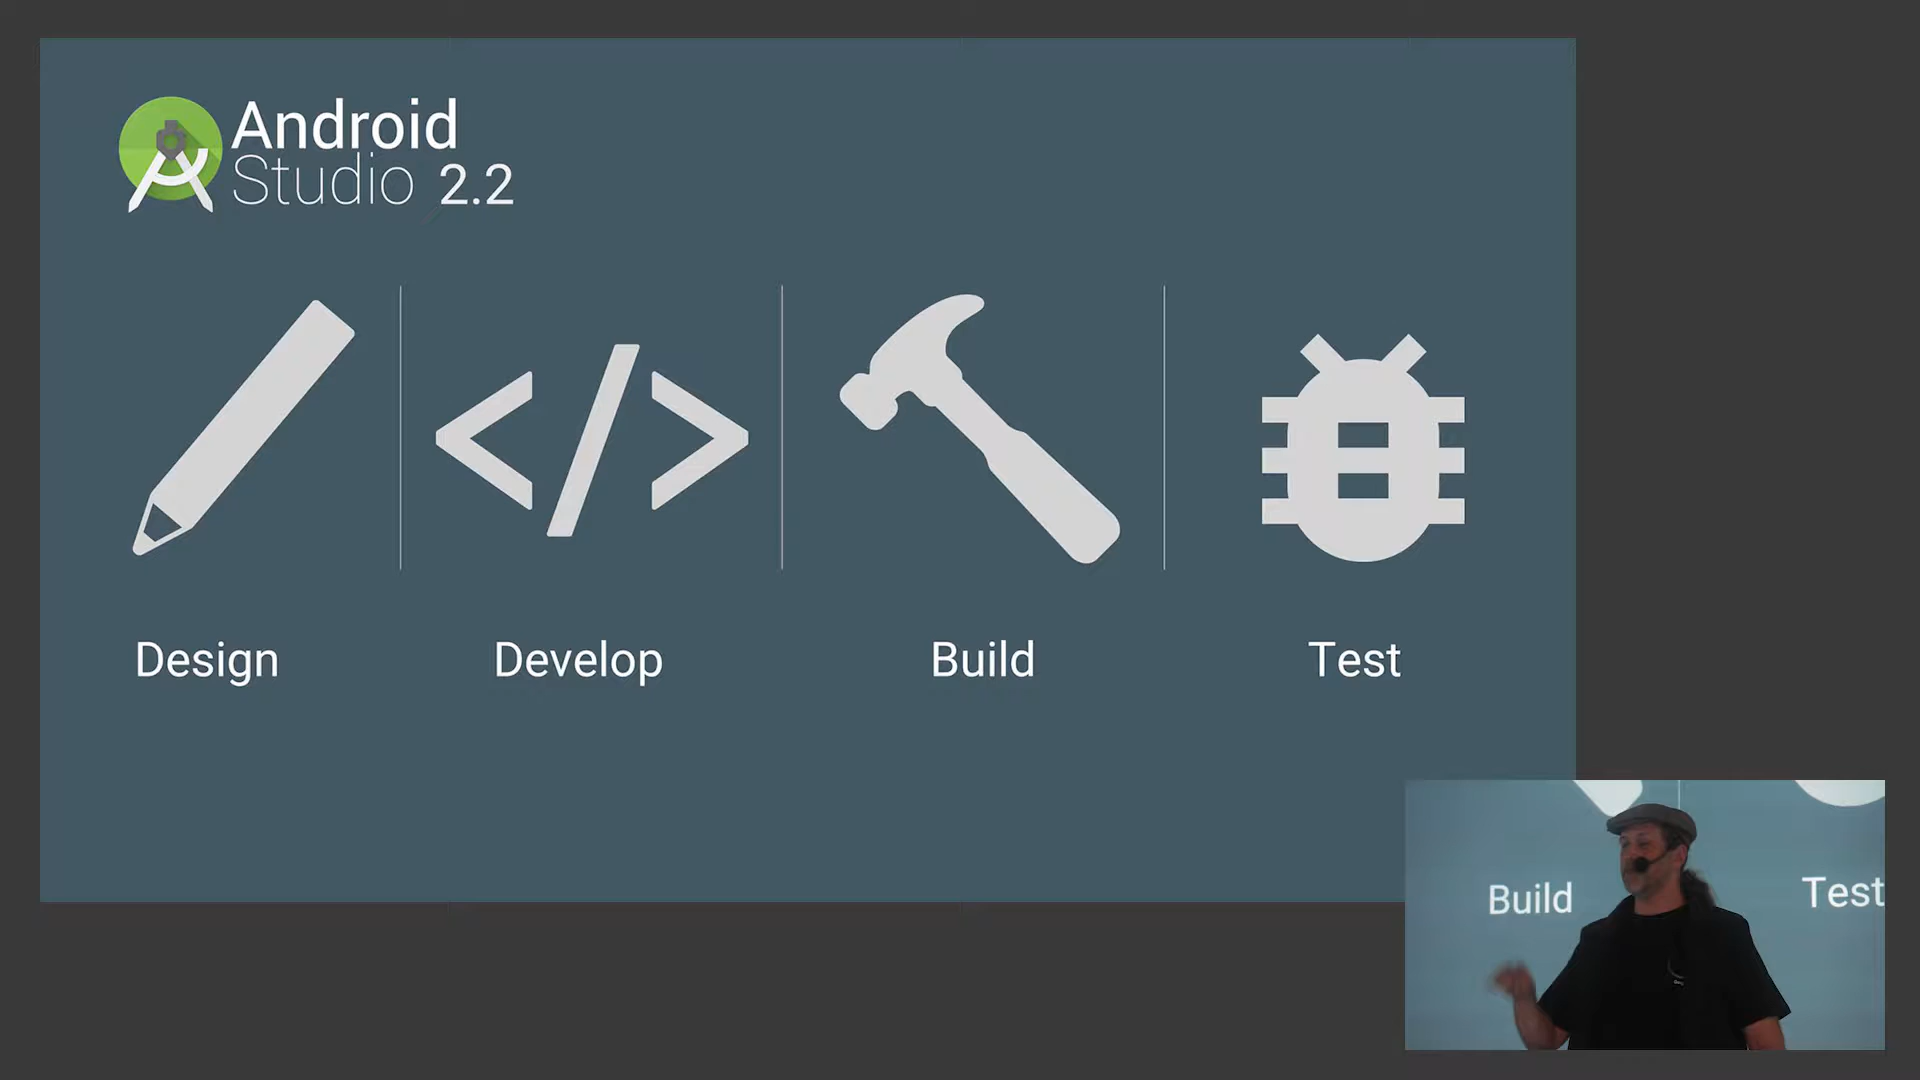 Android
Studio 2.2
Design
Develop
Build
Test
Build
Test